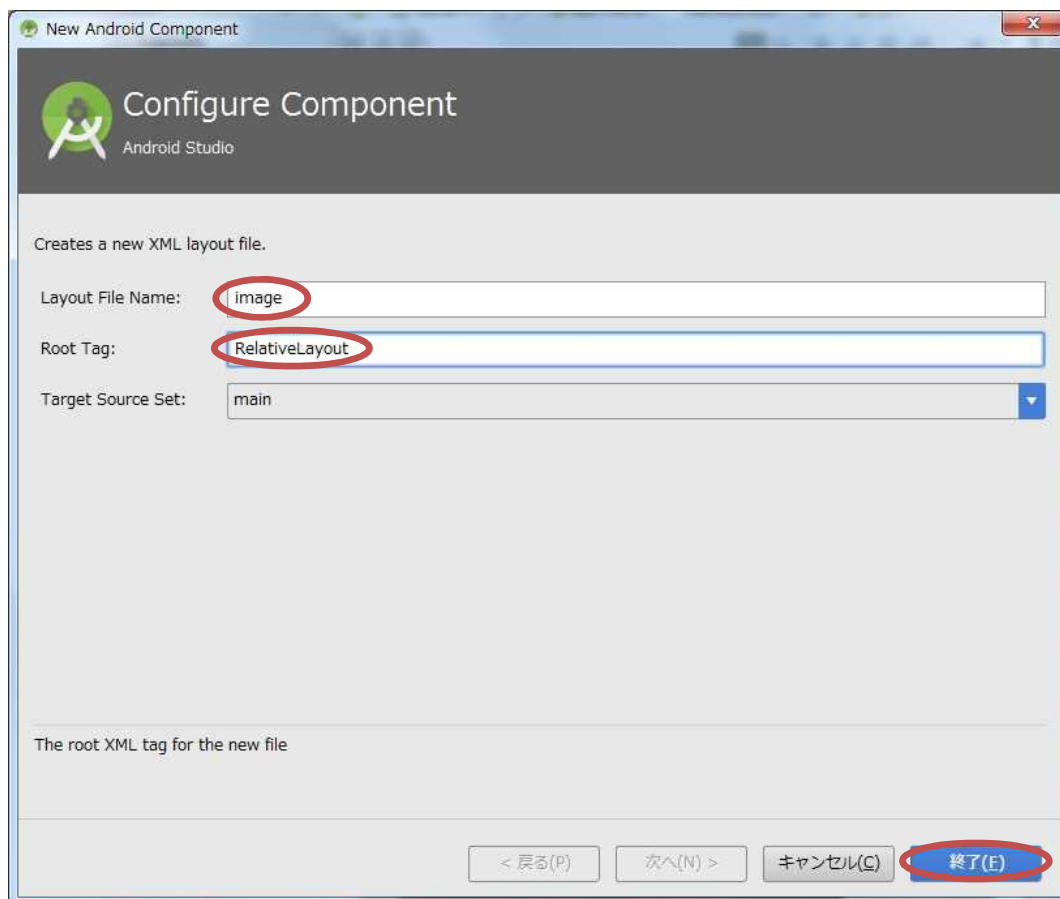 New Android Component
Configure Component
Android Studio
Creates a new XML layout file.
Layout File Name: image
Root Tag: RelativeLayout
Target Source Set: main
The root XML tag for the new file
< 戻る(P) 次へ(N) > キャンセル(C) 終了(F)